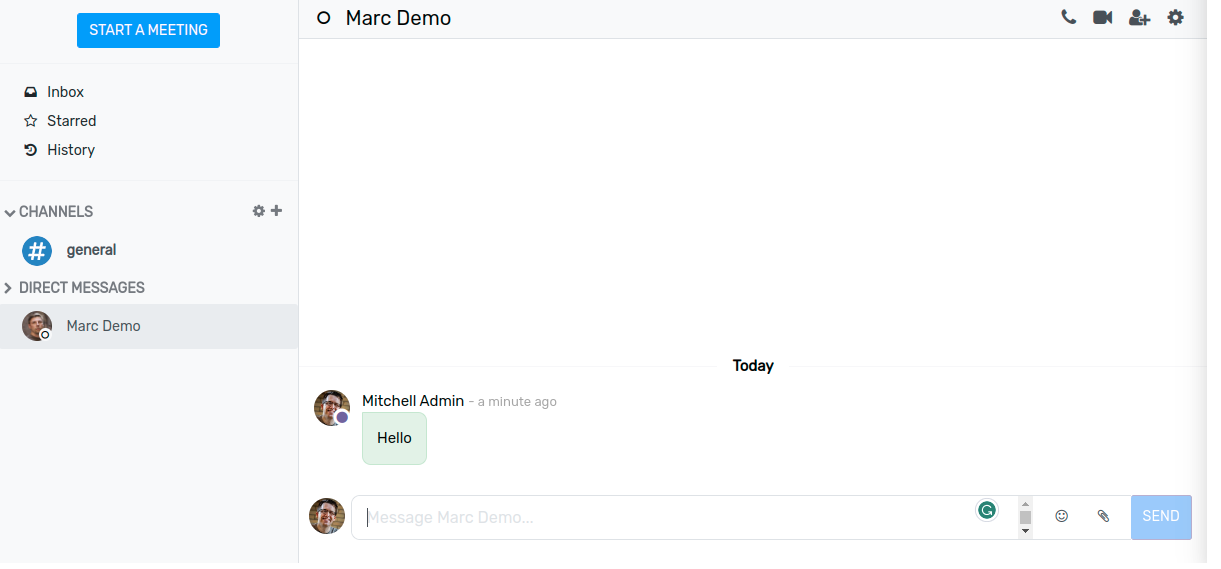 START A MEETING
Inbox
Starred
History
CHANNELS
general
DIRECT MESSAGES
Marc Demo
Marc Demo
Today
Mitchell Admin - a minute ago
Hello
Message Marc Demo...
SEND